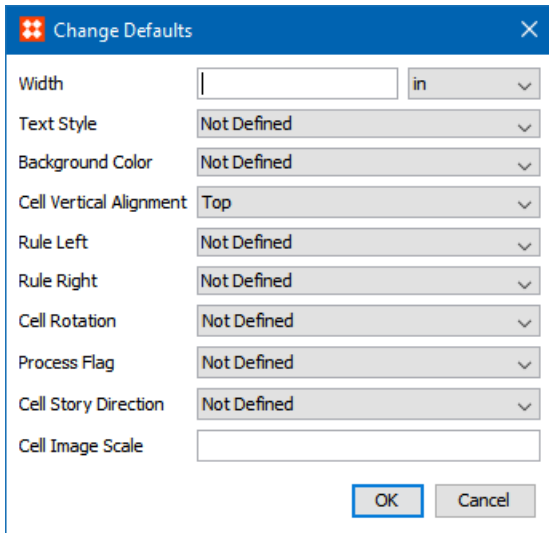 Change Defaults
Width in
Text Style Not Defined
Background Color Not Defined
Cell Vertical Alignment Top
Rule Left Not Defined
Rule Right Not Defined
Cell Rotation Not Defined
Process Flag Not Defined
Cell Story Direction Not Defined
Cell Image Scale
OK Cancel